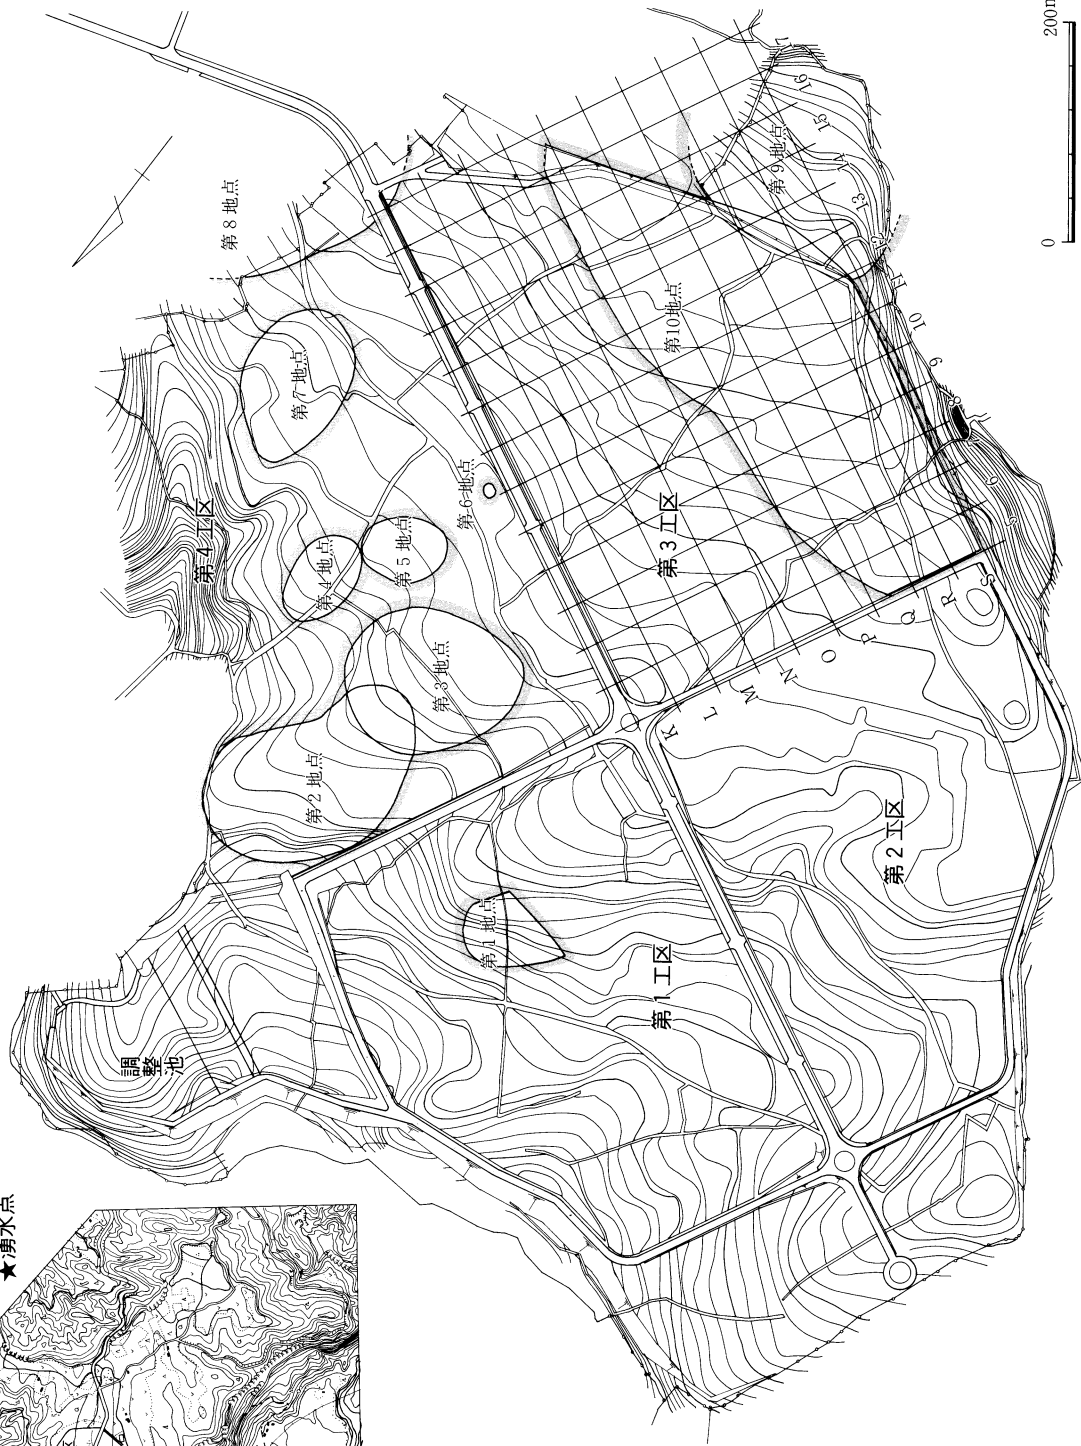 200m
0
第8地点
第7地点
第9地点
第10地点
第6地点
第5地点
第4地点
第3地点
第2地点
第1地点
第4工区
第3工区
第2工区
第1工区
調整池
★湧水点
K
L
M
N
O
P
Q
R
S
5
6
8
9
10
11
12
13
14
15
16
17